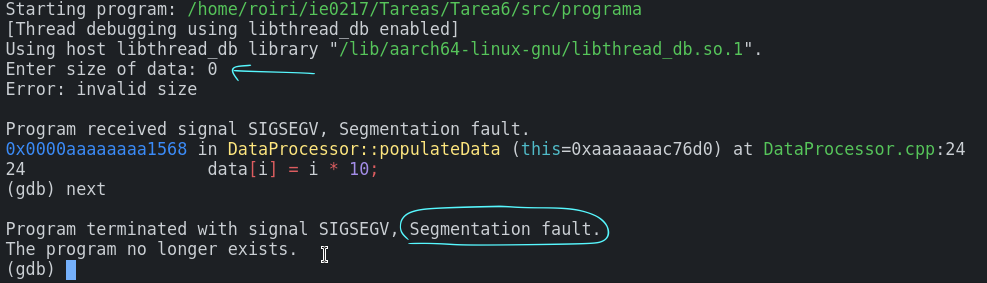 Starting program: /home/roiri/ie0217/Tareas/Tarea6/src/programa
[Thread debugging using libthread_db enabled]
Using host libthread_db library "/lib/aarch64-linux-gnu/libthread_db.so.1".
Enter size of data: 0
Error: invalid size
Program received signal SIGSEGV, Segmentation fault.
0x0000aaaaaaaa1568 in DataProcessor::populateData (this=0xaaaaaaac76d0) at DataProcessor.cpp:24
24 data[i] = i * 10;
(gdb) next
Program terminated with signal SIGSEGV, Segmentation fault.
The program no longer exists.
(gdb)